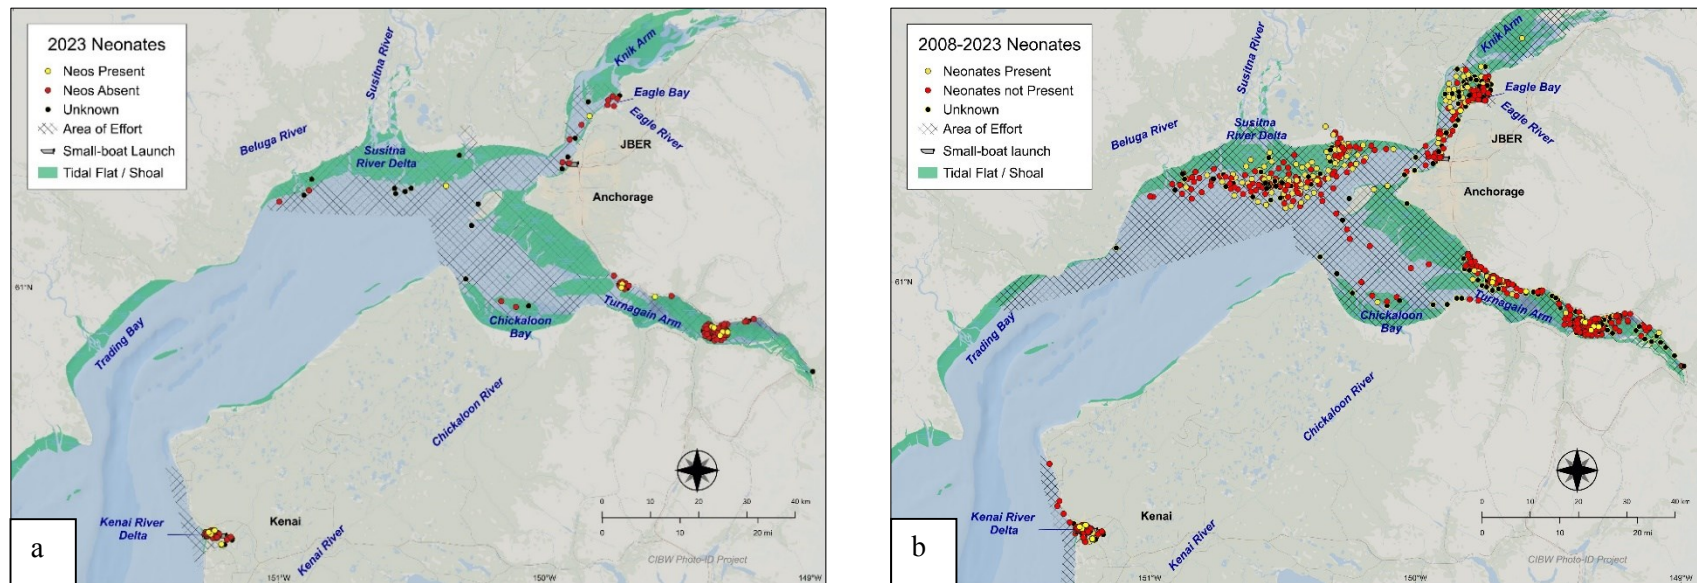 2023 Neonates
Neos Present
Neos Absent
Unknown
Area of Effort
Small-boat Launch
Tidal Flat / Shoal
Susitna River
Knik Arm
Beluga River
Eagle Bay
Eagle River
Susitna
River Delta
JBER
Anchorage
61°N
Trading Bay
Chickaloon
Bay
Turnagain Arm
Chickaloon River
Kenai River
Delta
Kenai
Kenai River
0 10 20 30 40 km
0 10 20 mi
CIBW Photo-ID Project
151°W
150°W
149°W
a
2008-2023 Neonates
Neonates Present
Neonates not Present
Unknown
Area of Effort
Small-boat launch
Tidal Flat / Shoal
Susitna River
Knik Arm
Beluga River
Eagle Bay
Eagle River
Susitna
River Delta
JBER
Anchorage
61°N
Trading Bay
Chickaloon
Bay
Turnagain Arm
Chickaloon River
Kenai River
Delta
Kenai
Kenai River
0 10 20 30 40 km
0 10 20 mi
CIBW Photo-ID Project
151°W
150°W
149°W
b